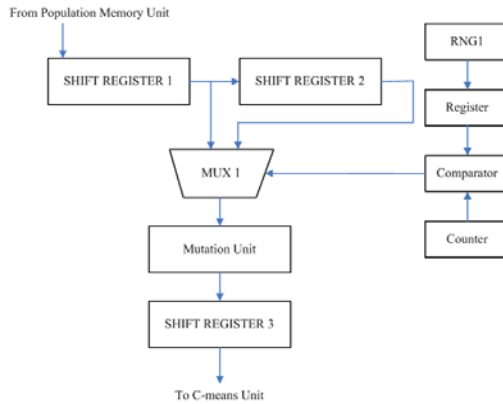 From Population Memory Unit
RNG1
SHIFT REGISTER 1
SHIFT REGISTER 2
Register
MUX 1
Comparator
Mutation Unit
Counter
SHIFT REGISTER 3
To C-means Unit